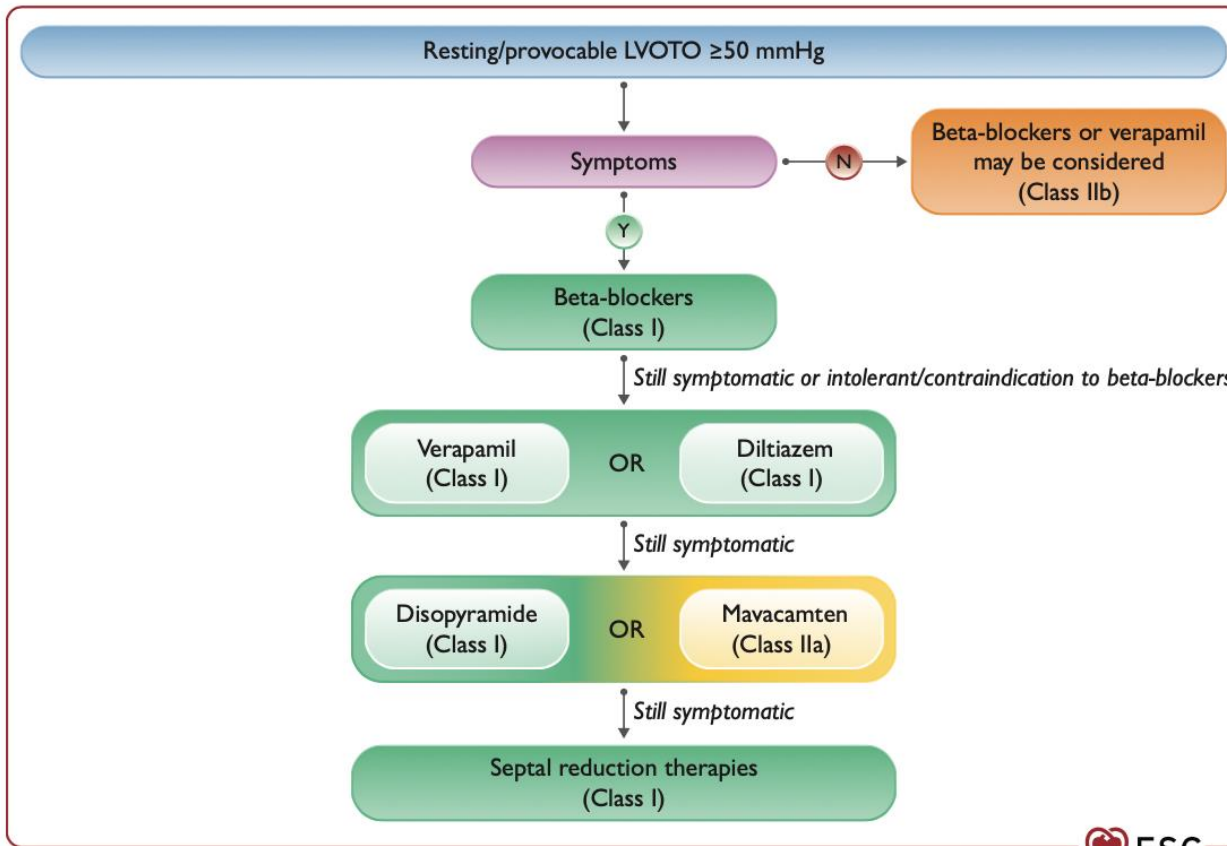 Resting/provocable LVOTO ≥50 mmHg
Symptoms
N
Beta-blockers or verapamil
may be considered
(Class IIb)
Y
Beta-blockers
(Class I)
Still symptomatic or intolerant/contraindication to beta-blockers
Verapamil
(Class I)
OR
Diltiazem
(Class I)
Still symptomatic
Disopyramide
(Class I)
OR
Mavacamten
(Class IIa)
Still symptomatic
Septal reduction therapies
(Class I)
ESC